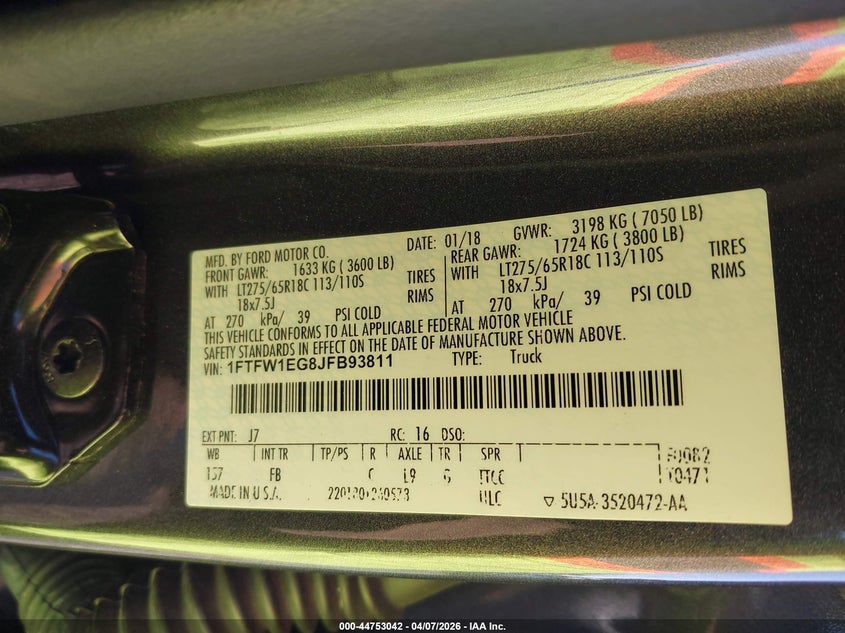 MFD. BY FORD MOTOR CO.
DATE: 01/18
GVWR: 3198 KG ( 7050 LB)
FRONT GAWR: 1633 KG ( 3600 LB)
REAR GAWR: 1724 KG ( 3800 LB)
WITH LT275/65R18C 113/110S TIRES
WITH LT275/65R18C 113/110S TIRES
18x7.5J RIMS
18x7.5J RIMS
AT 270 kPa/ 39 PSI COLD
AT 270 kPa/ 39 PSI COLD
THIS VEHICLE CONFORMS TO ALL APPLICABLE FEDERAL MOTOR VEHICLE
SAFETY STANDARDS IN EFFECT ON THE DATE OF MANUFACTURE SHOWN ABOVE.
VIN: 1FTFW1EG8JFB93811 TYPE: Truck
EXT PNT: J7 RC: 16 DSO:
WB INT TR TP/PS R AXLE TR SPR
157 FB L9
MADE IN U.S.A. ULC ▽ 5U5A-3520472-AA
000-44753042 - 04/07/2026 - IAA Inc.